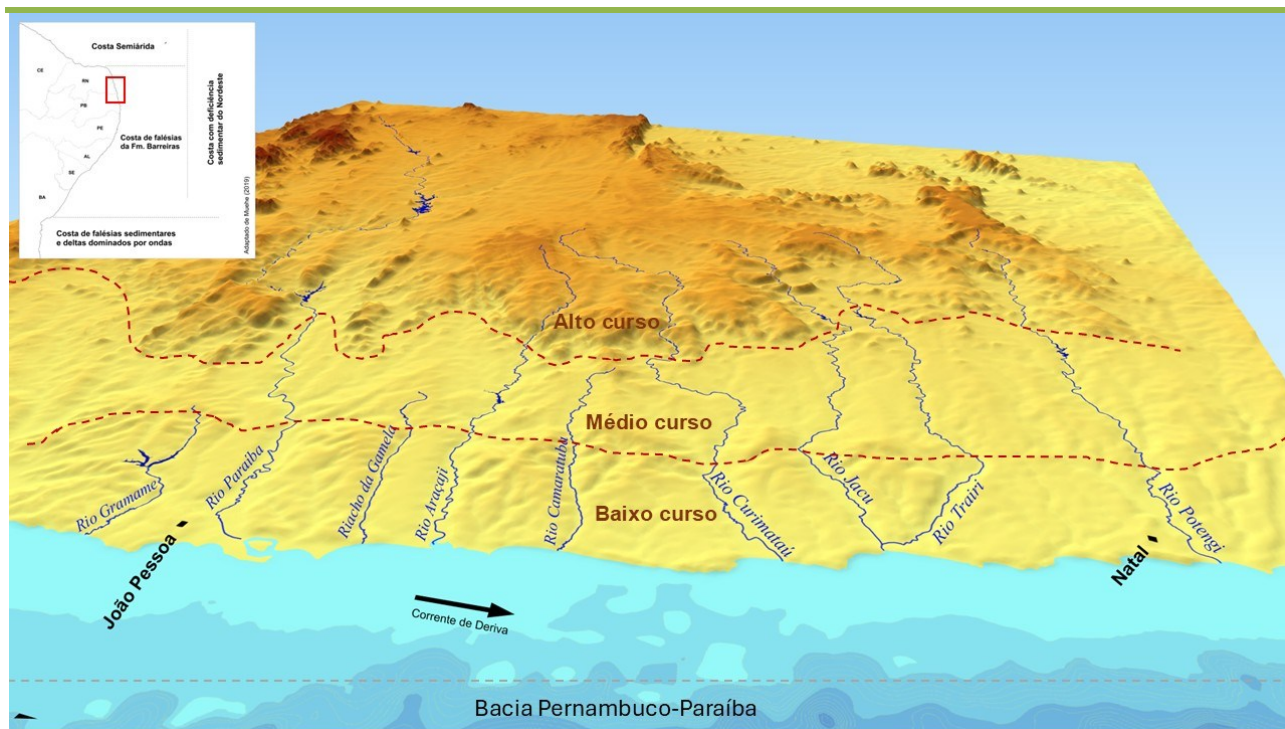 Costa Semiárida
CE
RN
PB
PE
AL
SE
BA
Costa de falésias
da Fm. Barreiras
Costa com deficiência
sedimentar do Nordeste
Costa de falésias sedimentares
e deltas dominados por ondas
Adaptado de Muehe (2019)
Alto curso
Médio curso
Baixo curso
Rio Gramame
Rio Paraíba
Riacho da Gamela
Rio Araçaji
Rio Camaratuba
Rio Curimataú
Rio Jacu
Rio Trairi
Rio Potengi
João Pessoa
Natal
Corrente de Deriva
Bacia Pernambuco-Paraíba